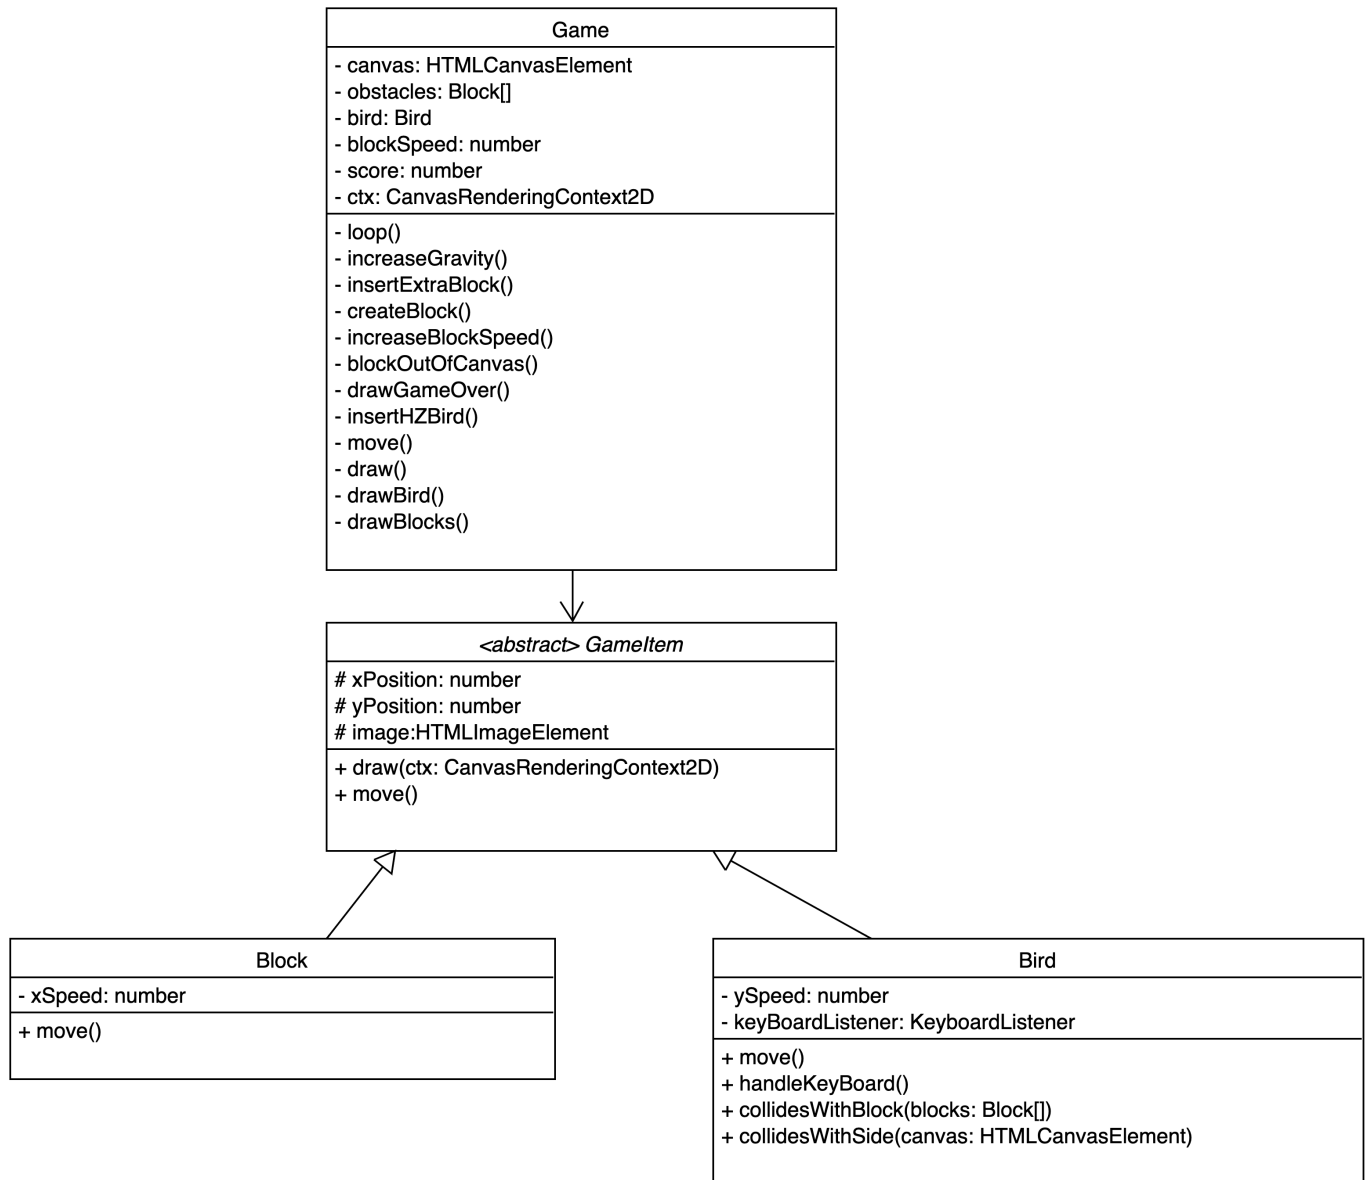 Game
- canvas: HTMLCanvasElement
- obstacles: Block[]
- bird: Bird
- blockSpeed: number
- score: number
- ctx: CanvasRenderingContext2D
- loop()
- increaseGravity()
- insertExtraBlock()
- createBlock()
- increaseBlockSpeed()
- blockOutOfCanvas()
- drawGameOver()
- insertHZBird()
- move()
- draw()
- drawBird()
- drawBlocks()
<abstract> GameItem
# xPosition: number
# yPosition: number
# image:HTMLImageElement
+ draw(ctx: CanvasRenderingContext2D)
+ move()
Block
- xSpeed: number
+ move()
Bird
- ySpeed: number
- keyBoardListener: KeyboardListener
+ move()
+ handleKeyBoard()
+ collidesWithBlock(blocks: Block[])
+ collidesWithSide(canvas: HTMLCanvasElement)